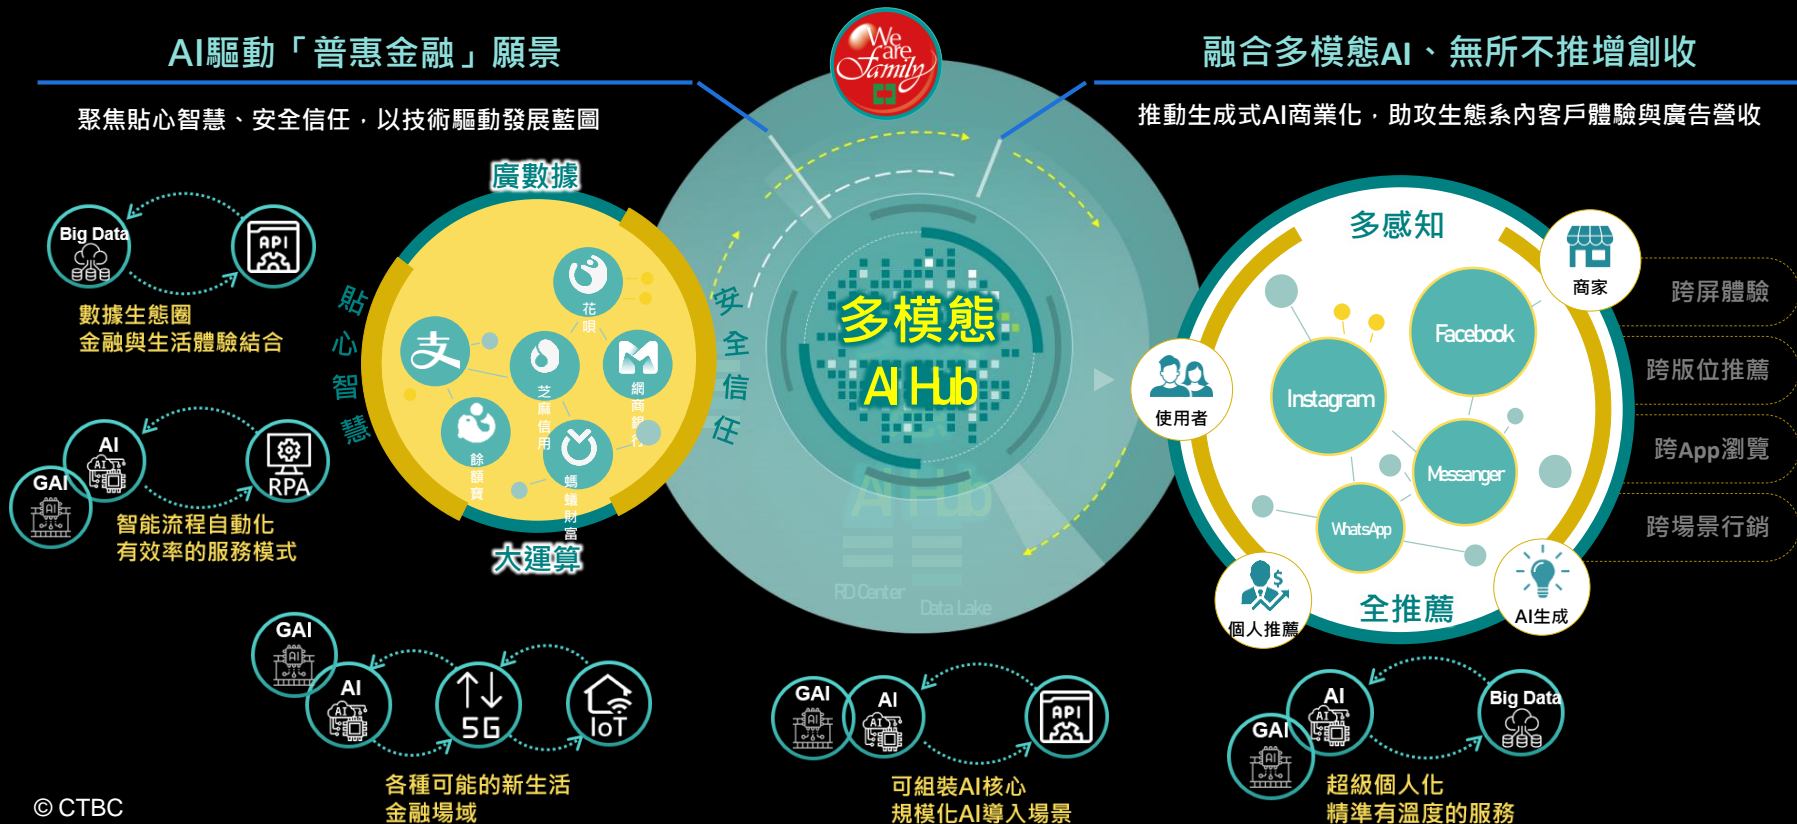 AI驅動「普惠金融」願景
聚焦貼心智慧、安全信任，以技術驅動發展藍圖
We
are
Family
融合多模態AI、無所不推增創收
推動生成式AI商業化，助攻生態系內客戶體驗與廣告營收
Big Data
API
數據生態圈
金融與生活體驗結合
GAI
AI
AI
AI
RPA
智能流程自動化
有效率的服務模式
廣數據
貼心智慧
安全信任
花唄
支
芝麻信用
網商銀行
餘額寶
螞蟻財富
大運算
多模態
AI Hub
AI Hub
RD Center
Data Lake
多感知
商家
Facebook
使用者
Instagram
Messanger
WhatsApp
個人推薦
全推薦
AI生成
跨屏體驗
跨版位推薦
跨App瀏覽
跨場景行銷
GAI
AI
AI
AI
5G
IoT
各種可能的新生活
金融場域
GAI
AI
AI
AI
API
可組裝AI核心
規模化AI導入場景
GAI
AI
AI
AI
Big Data
超級個人化
精準有溫度的服務
© CTBC